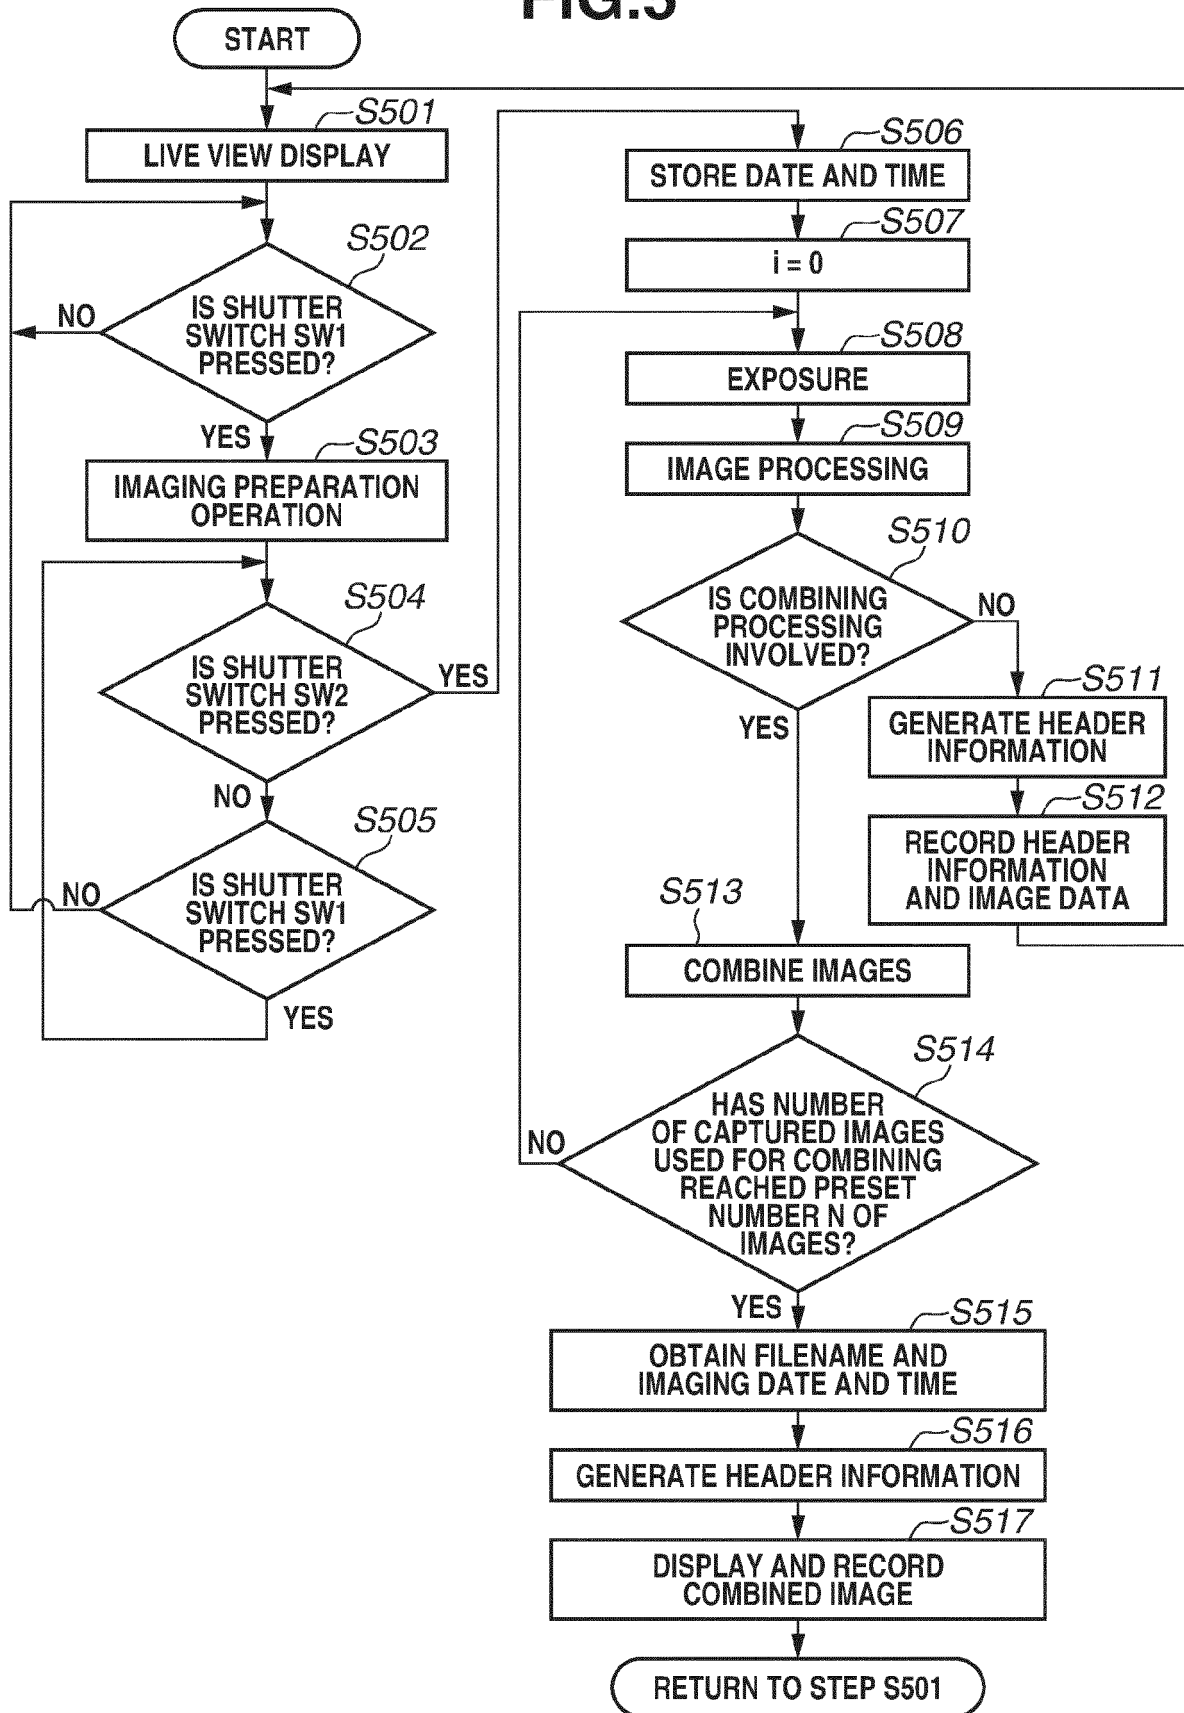 FIG.5
START
S501
LIVE VIEW DISPLAY
S502
IS SHUTTER
SWITCH SW1
PRESSED?
NO
YES
S503
IMAGING PREPARATION
OPERATION
S504
IS SHUTTER
SWITCH SW2
PRESSED?
YES
NO
S505
IS SHUTTER
SWITCH SW1
PRESSED?
NO
YES
S506
STORE DATE AND TIME
S507
i = 0
S508
EXPOSURE
S509
IMAGE PROCESSING
S510
IS COMBINING
PROCESSING
INVOLVED?
NO
YES
S511
GENERATE HEADER
INFORMATION
S512
RECORD HEADER
INFORMATION
AND IMAGE DATA
S513
COMBINE IMAGES
S514
HAS NUMBER
OF CAPTURED IMAGES
USED FOR COMBINING
REACHED PRESET
NUMBER N OF
IMAGES?
NO
YES
S515
OBTAIN FILENAME AND
IMAGING DATE AND TIME
S516
GENERATE HEADER INFORMATION
S517
DISPLAY AND RECORD
COMBINED IMAGE
RETURN TO STEP S501